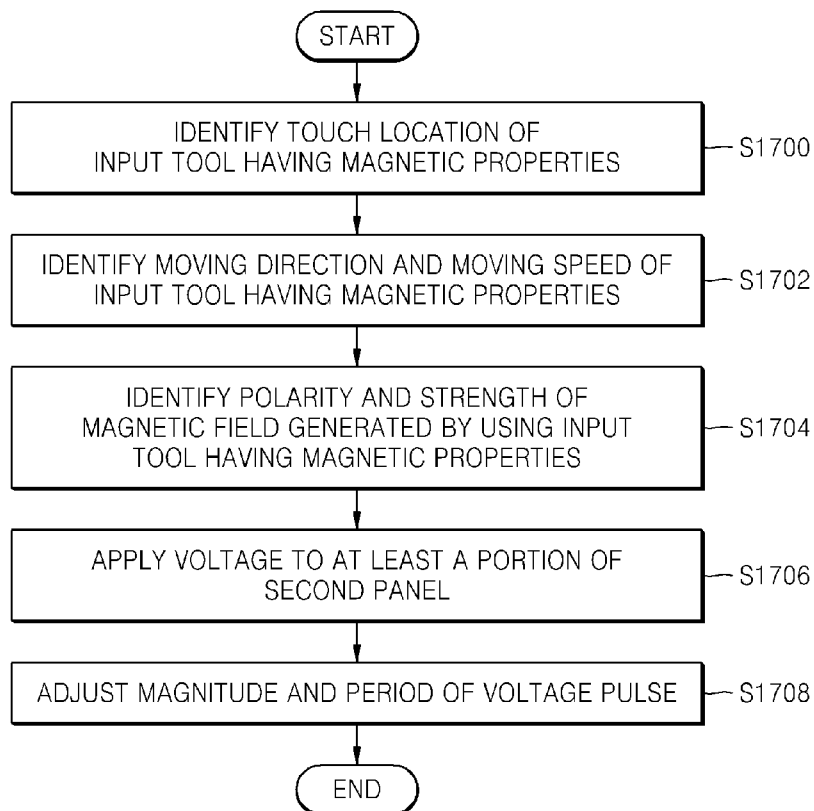 START
IDENTIFY TOUCH LOCATION OF
INPUT TOOL HAVING MAGNETIC PROPERTIES
S1700
IDENTIFY MOVING DIRECTION AND MOVING SPEED OF
INPUT TOOL HAVING MAGNETIC PROPERTIES
S1702
IDENTIFY POLARITY AND STRENGTH OF
MAGNETIC FIELD GENERATED BY USING INPUT
TOOL HAVING MAGNETIC PROPERTIES
S1704
APPLY VOLTAGE TO AT LEAST A PORTION OF
SECOND PANEL
S1706
ADJUST MAGNITUDE AND PERIOD OF VOLTAGE PULSE
S1708
END